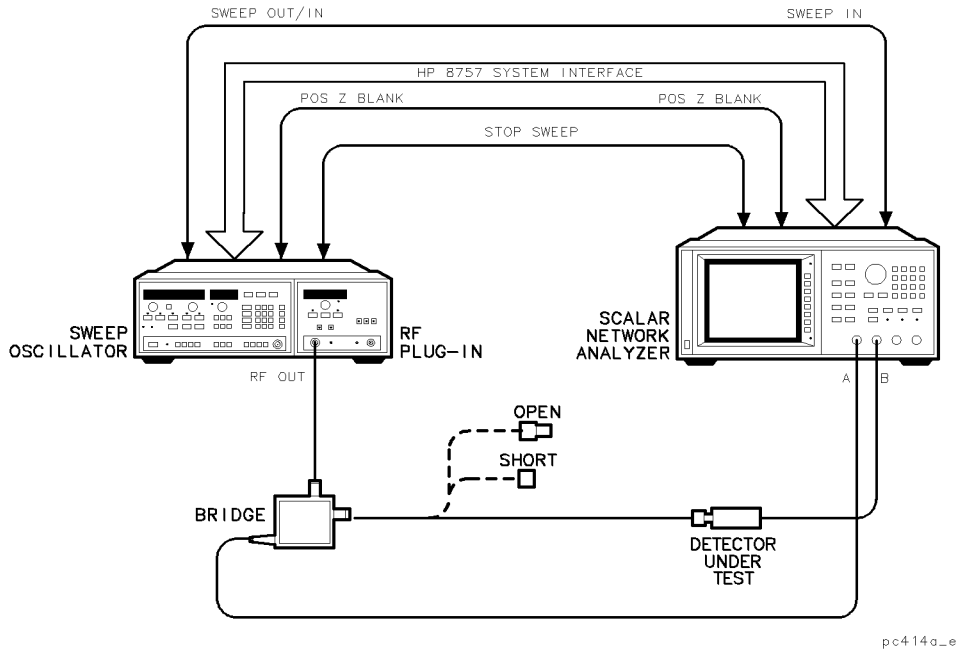 SWEEP OUT/IN
SWEEP IN
HP 8757 SYSTEM INTERFACE
POS Z BLANK
POS Z BLANK
STOP SWEEP
SWEEP
OSCILLATOR
RF
PLUG-IN
SCALAR
NETWORK
ANALYZER
RF OUT
A
B
OPEN
SHORT
BRIDGE
DETECTOR
UNDER
TEST
pc414a_e